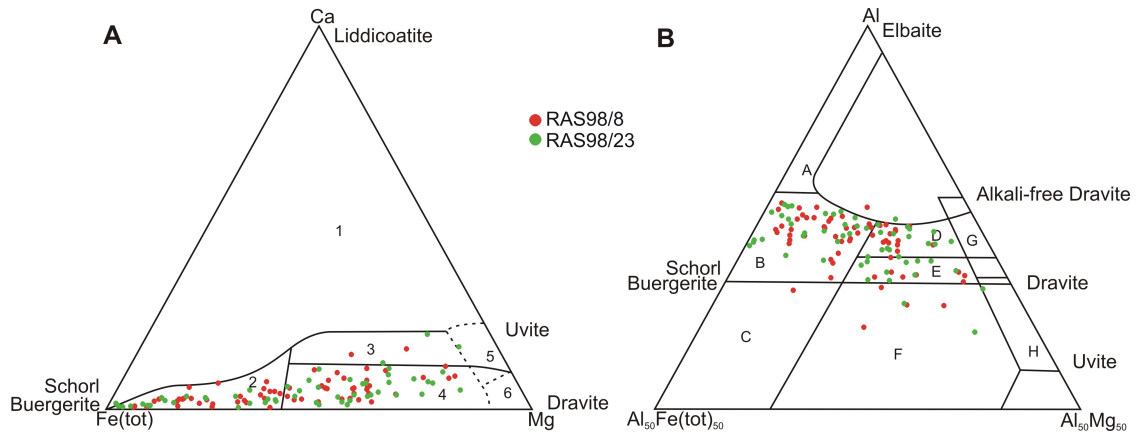 A
Ca
Liddicoatite
1
Uvite
3
2
5
4
6
Schorl
Buergerite
Dravite
Fe(tot)
Mg
RAS98/8
RAS98/23
B
Al
Elbaite
A
Alkali-free Dravite
D
G
B
E
Schorl
Buergerite
Dravite
C
F
H
Uvite
Al₅₀Fe(tot)₅₀
Al₅₀Mg₅₀